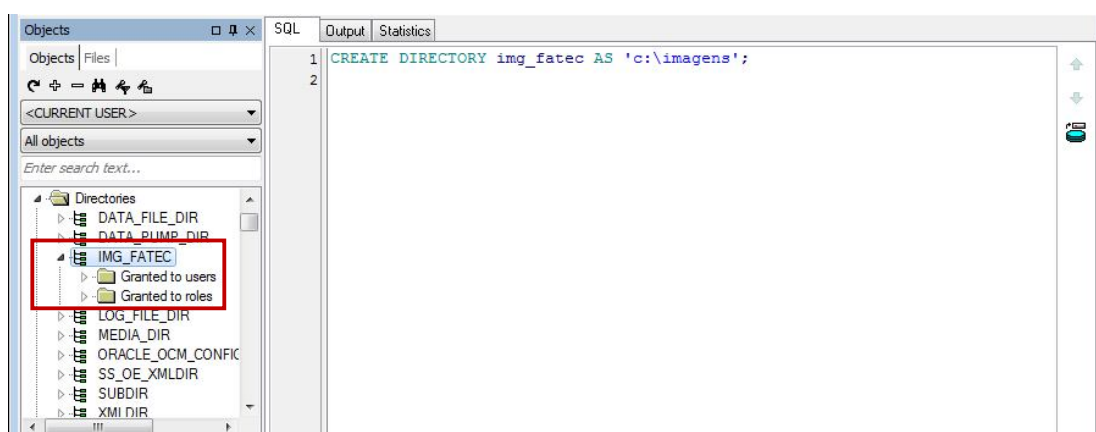 Objects
Objects Files
<CURRENT USER>
All objects
Enter search text...
Directories
DATA_FILE_DIR
DATA_PUMP_DIR
IMG_FATEC
Granted to users
Granted to roles
LOG_FILE_DIR
MEDIA_DIR
ORACLE_OCM_CONFIG
SS_OE_XMLDIR
SUBDIR
XMLDIR
SQL Output Statistics
1 CREATE DIRECTORY img_fatec AS 'c:\imagens';
2